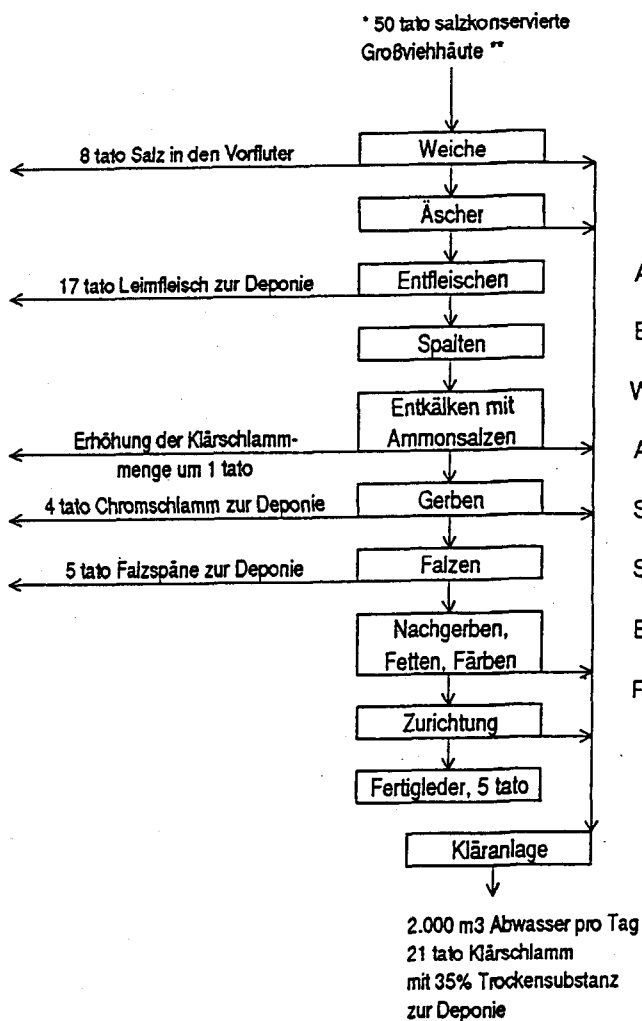 * 50 tato salzkonservierte
Großviehhäute **
8 tato Salz in den Vorfluter
Weiche
Äscher
17 tato Leimfleisch zur Deponie
Entfleischen
Spalten
Entkälken mit
Ammonsalzen
Erhöhung der Klärschlamm-
menge um 1 tato
4 tato Chromschlamm zur Deponie
Gerben
5 tato Falzspäne zur Deponie
Falzen
Nachgerben,
Fetten, Färben
Zurichtung
Fertigleder, 5 tato
A
B
W
A
S
S
E
R
Kläranlage
2.000 m3 Abwasser pro Tag
21 tato Klärschlamm
mit 35% Trockensubstanz
zur Deponie